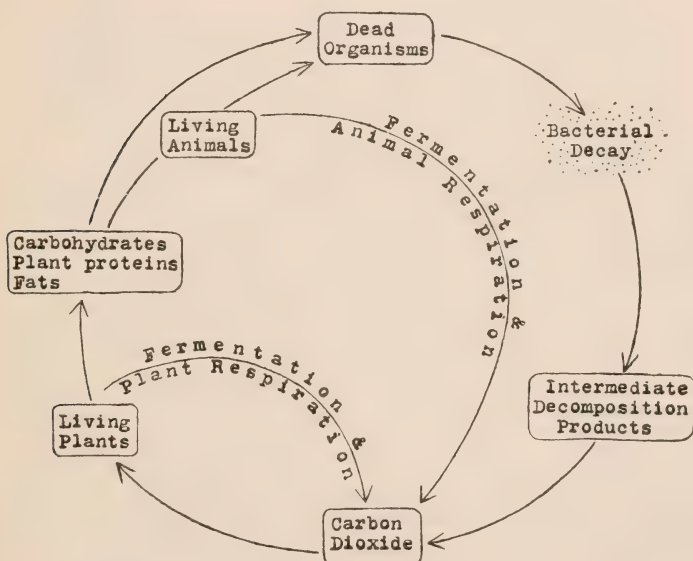 Dead
Organisms
Living
Animals
Fermentation &
Animal Respiration
Bacterial
Decay
Carbohydrates
Plant proteins
Fats
Fermentation &
Plant Respiration
Living
Plants
Intermediate
Decomposition
Products
Carbon
Dioxide